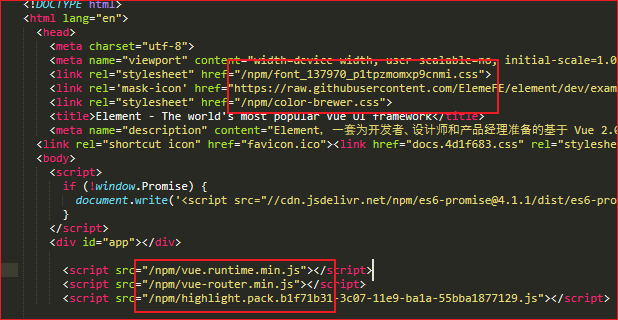 <!DOCTYPE html>
<html lang="en">
<head>
<meta charset="utf-8">
<meta name="viewport" content="width=device-width, user-scalable=no, initial-scale=1.0
<link rel="stylesheet" href="/npm/font_137970_p1tpzmomxp9cnmi.css">
<link rel='mask-icon' href="https://raw.githubusercontent.com/ElemeFE/element/dev/exam
<link rel="stylesheet" href="/npm/color-brewer.css">
<title>Element - The world's most popular Vue UI framework</title>
<meta name="description" content="Element，一套为开发者、设计师和产品经理准备的基于 Vue 2.0
<link rel="shortcut icon" href="favicon.ico"><link href="docs.4d1f683.css" rel="styleshe
<body>
<script>
if (!window.Promise) {
document.write('<script src="//cdn.jsdelivr.net/npm/es6-promise@4.1.1/dist/es6-pro
}
</script>
<div id="app"></div>
<script src="/npm/vue.runtime.min.js"></script>
<script src="/npm/vue-router.min.js"></script>
<script src="/npm/highlight.pack.b1f71b31-3c07-11e9-ba1a-55bba1877129.js"></script>